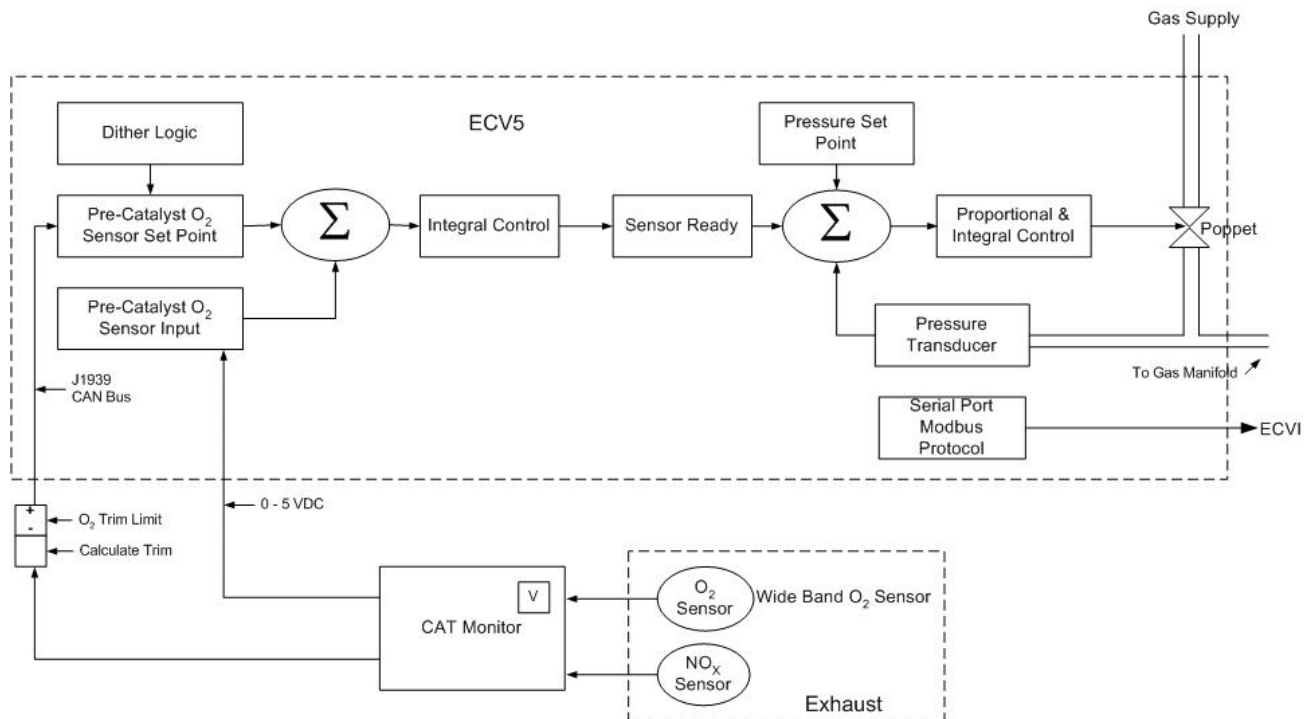 Gas Supply
Dither Logic
ECV5
Pressure Set
Point
Pre-Catalyst O₂
Sensor Set Point
Σ
Integral Control
Sensor Ready
Σ
Proportional &
Integral Control
Poppet
Pre-Catalyst O₂
Sensor Input
Pressure
Transducer
To Gas Manifold
J1939
CAN Bus
Serial Port
Modbus
Protocol
ECVI
0 - 5 VDC
+
-
O₂ Trim Limit
Calculate Trim
CAT Monitor
V
O₂
Sensor
Wide Band O₂ Sensor
NOₓ
Sensor
Exhaust